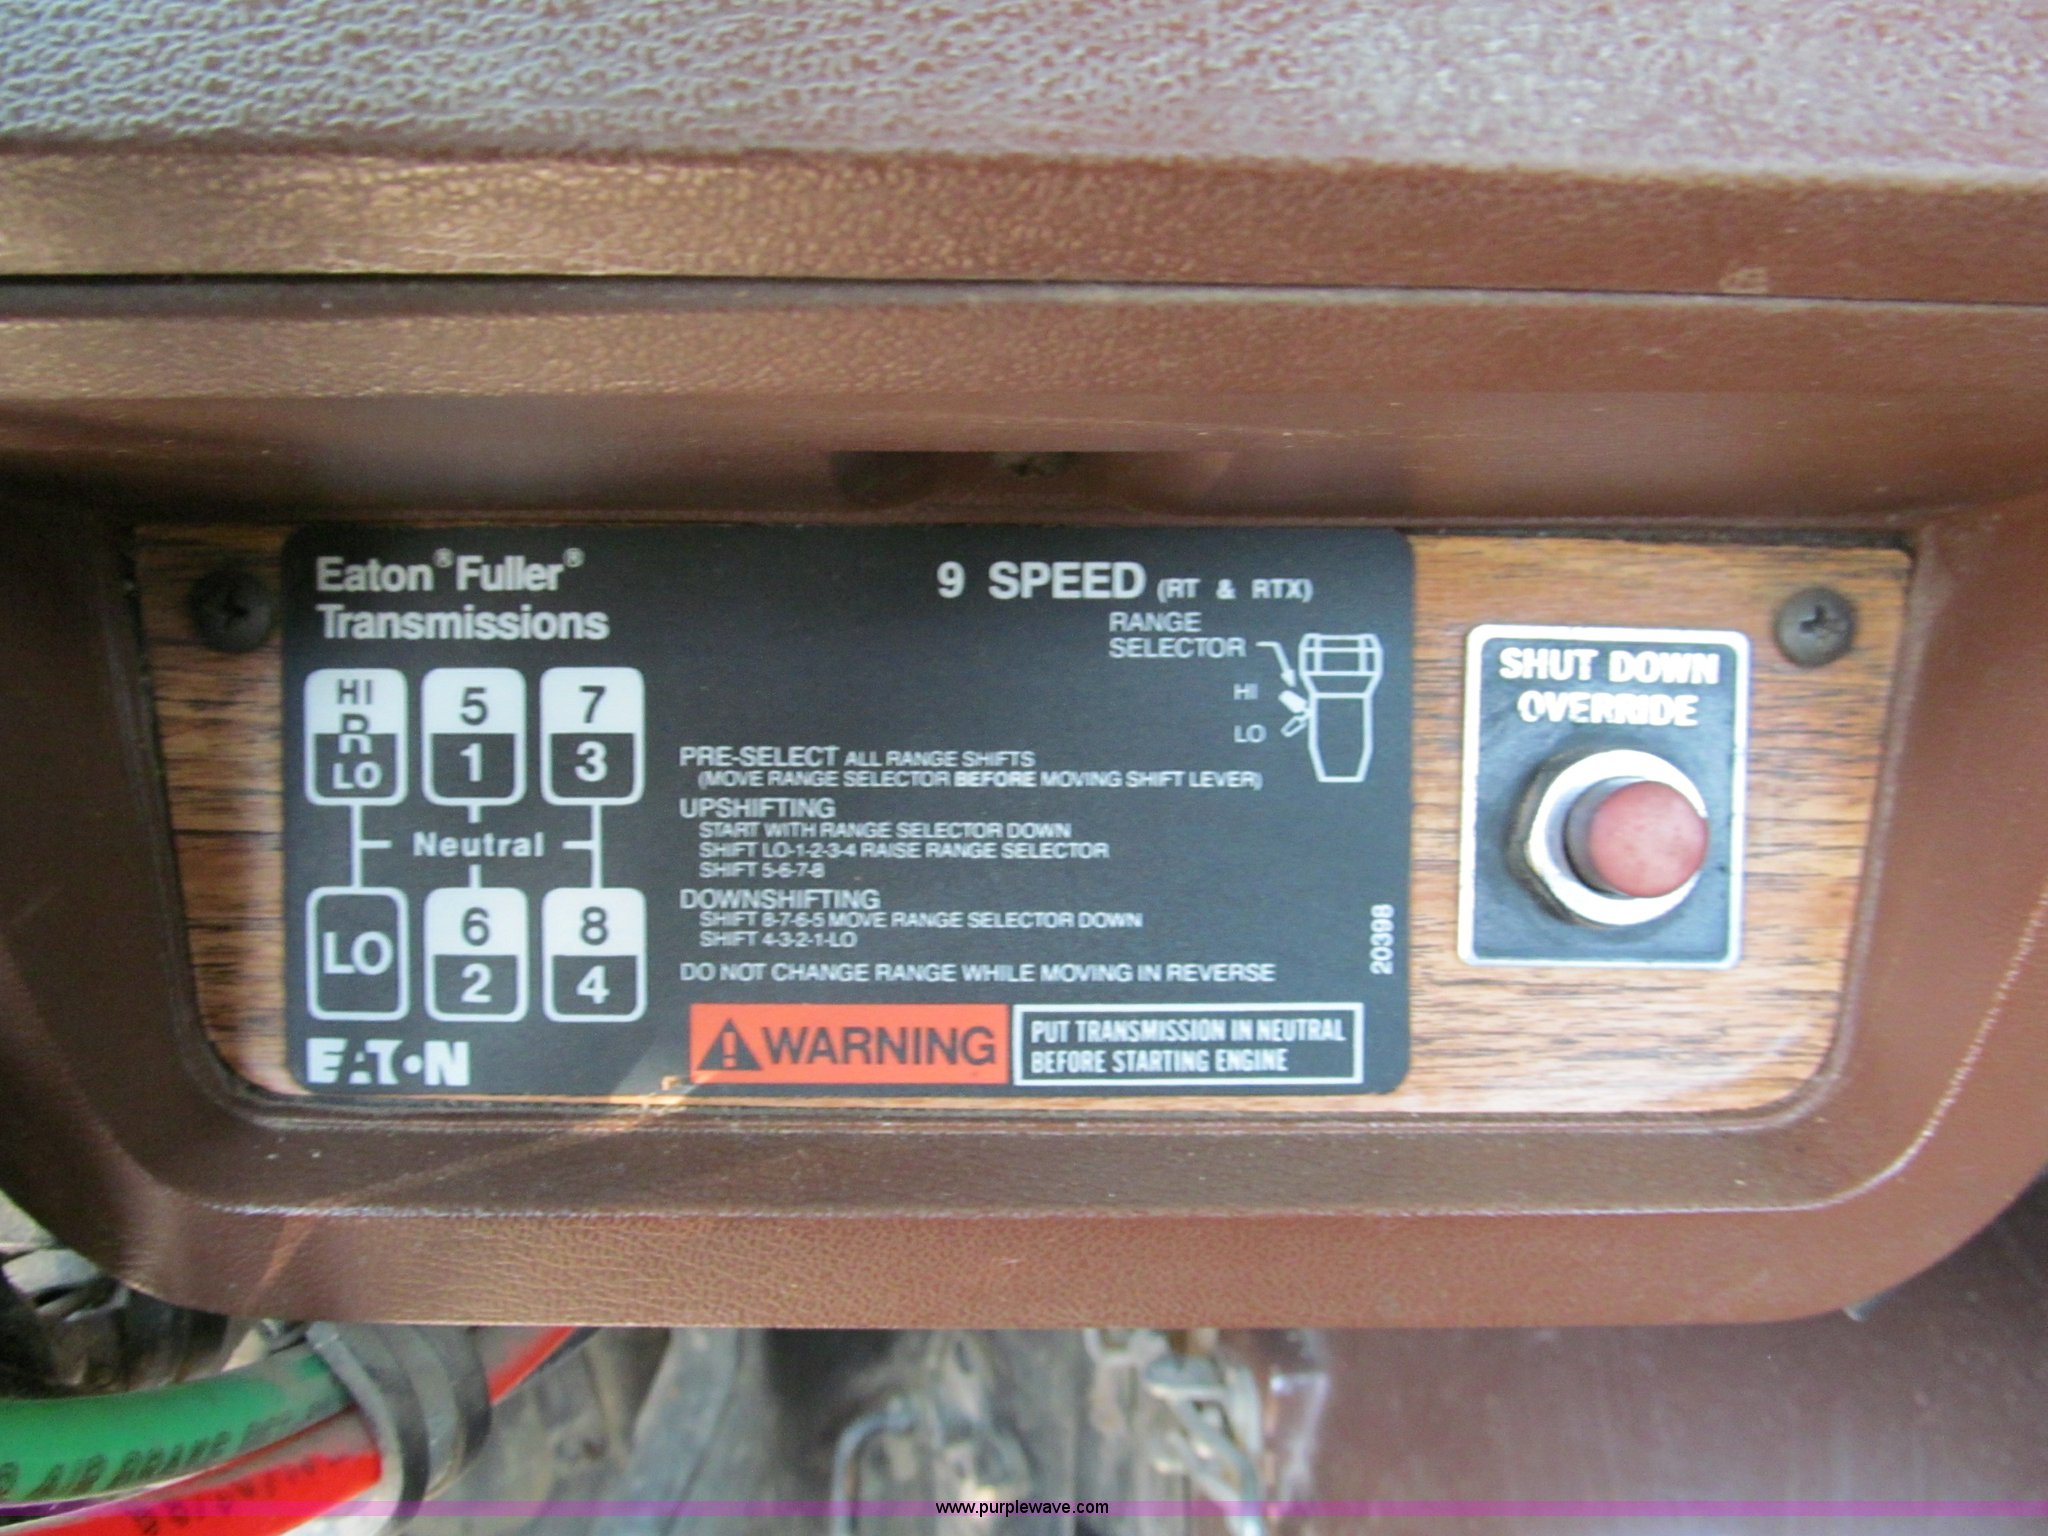 Eaton® Fuller®
Transmissions
9 SPEED (RT & RTX)
RANGE
SELECTOR
HI
LO
HI
R
LO
5
1
7
3
Neutral
LO
6
2
8
4
EATON
PRE-SELECT ALL RANGE SHIFTS
(MOVE RANGE SELECTOR BEFORE MOVING SHIFT LEVER)
UPSHIFTING
START WITH RANGE SELECTOR DOWN
SHIFT LO-1-2-3-4 RAISE RANGE SELECTOR
SHIFT 5-6-7-8
DOWNSHIFTING
SHIFT 8-7-6-5 MOVE RANGE SELECTOR DOWN
SHIFT 4-3-2-1-LO
DO NOT CHANGE RANGE WHILE MOVING IN REVERSE
20398
WARNING
PUT TRANSMISSION IN NEUTRAL
BEFORE STARTING ENGINE
SHUT DOWN
OVERRIDE
AIR BRAKE
www.purplewave.com